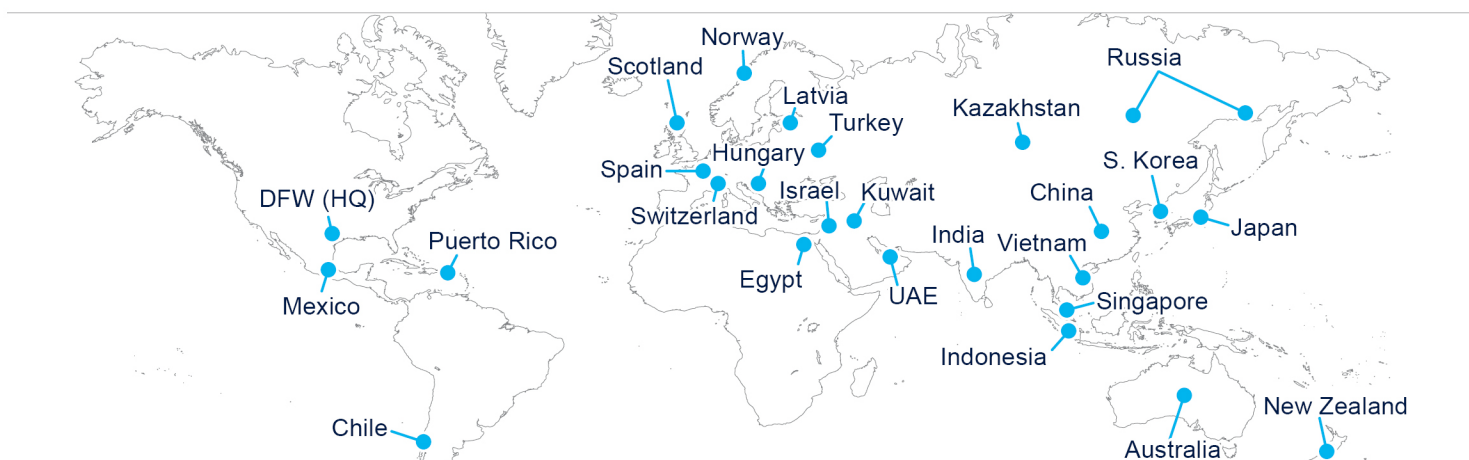 Norway
Scotland
Russia
Latvia
Kazakhstan
Turkey
Hungary
S. Korea
Spain
Israel
Kuwait
China
DFW (HQ)
Switzerland
Japan
Puerto Rico
India
Vietnam
Egypt
UAE
Mexico
Singapore
Indonesia
New Zealand
Chile
Australia